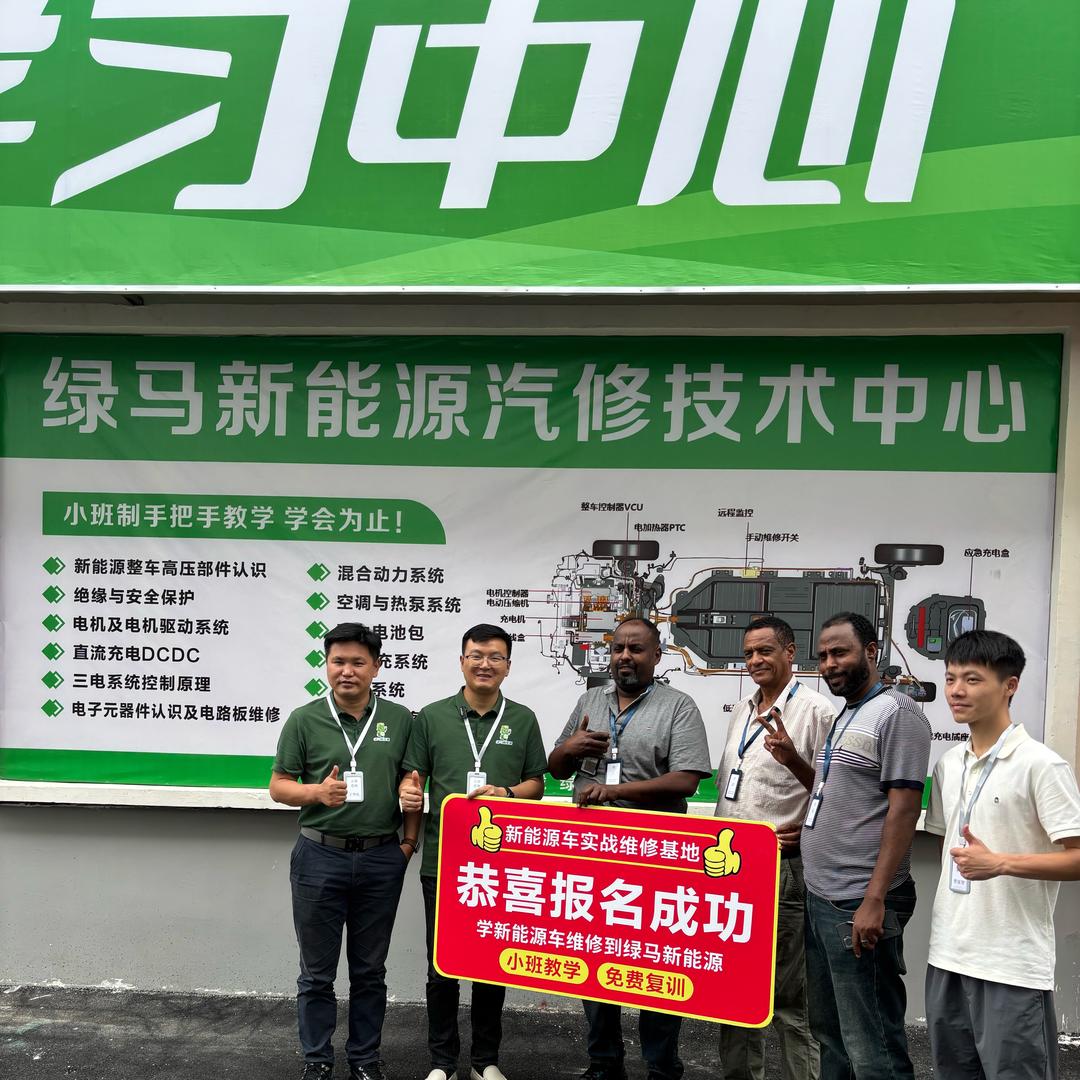 习中心
绿马新能源汽修技术中心
小班制手把手教学 学会为止！
新能源整车高压部件认识
绝缘与安全保护
电机及电机驱动系统
直流充电DCDC
三电系统控制原理
电子元器件认识及电路板维修
混合动力系统
空调与热泵系统
电池包
充系统
系统
整车控制器VCU
电加热器PTC
远程监控
手动维修开关
应急充电盒
电机控制器
电动压缩机
充电机
线盒
充电插座
新能源车实战维修基地
恭喜报名成功
学新能源车维修到绿马新能源
小班教学
免费复训